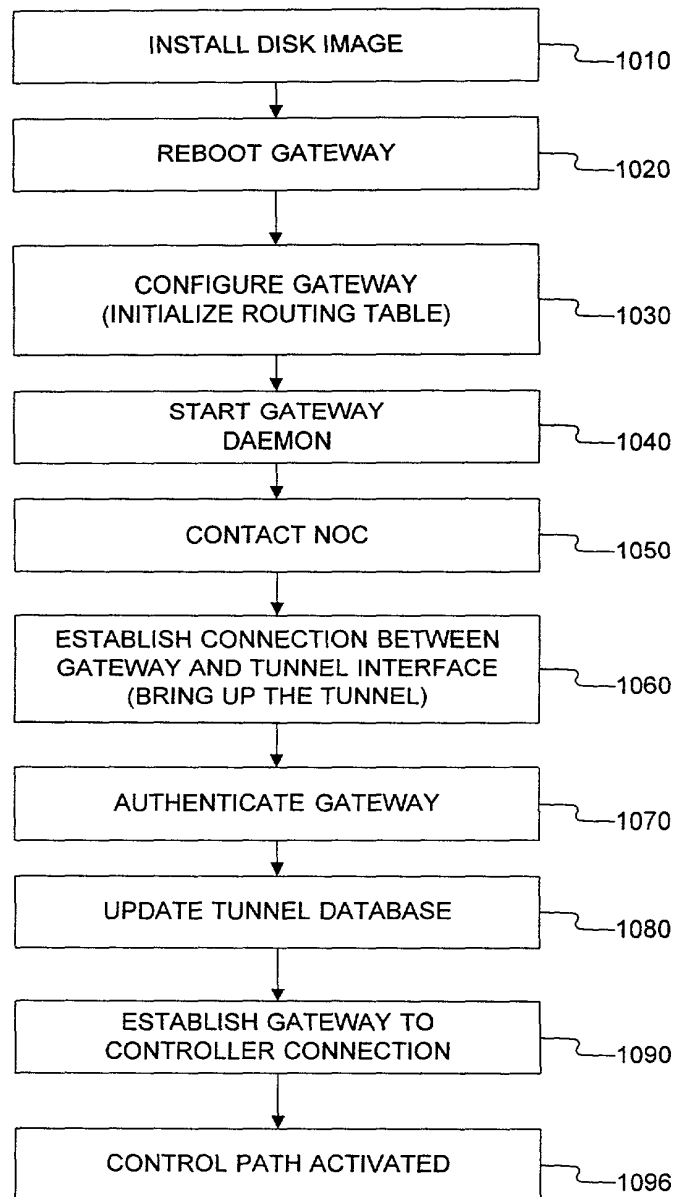 INSTALL DISK IMAGE
1010
REBOOT GATEWAY
1020
CONFIGURE GATEWAY
(INITIALIZE ROUTING TABLE)
1030
START GATEWAY
DAEMON
1040
CONTACT NOC
1050
ESTABLISH CONNECTION BETWEEN
GATEWAY AND TUNNEL INTERFACE
(BRING UP THE TUNNEL)
1060
AUTHENTICATE GATEWAY
1070
UPDATE TUNNEL DATABASE
1080
ESTABLISH GATEWAY TO
CONTROLLER CONNECTION
1090
CONTROL PATH ACTIVATED
1096